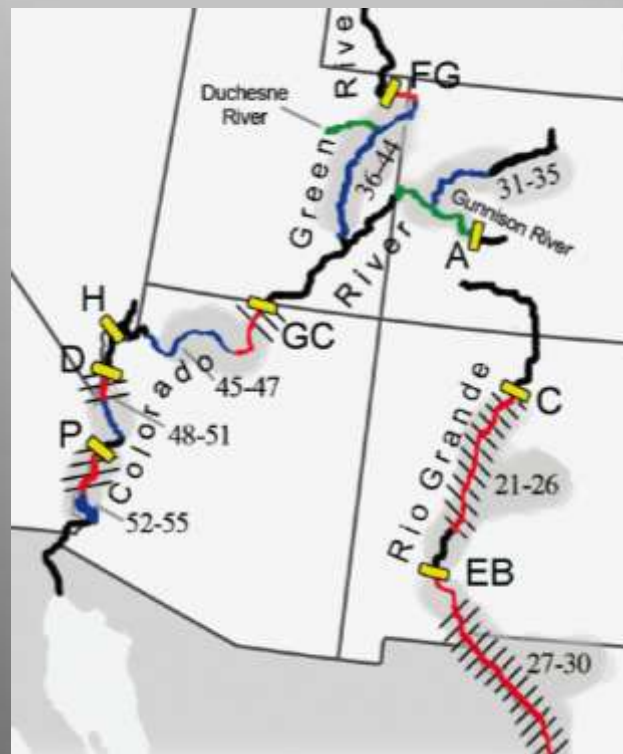 River
FG
Duchesne
River
Green
36-44
31-35
Gunnison River
River
A
H
GC
D
Colorado
45-47
C
48-51
P
Rio Grande
21-26
52-55
EB
27-30